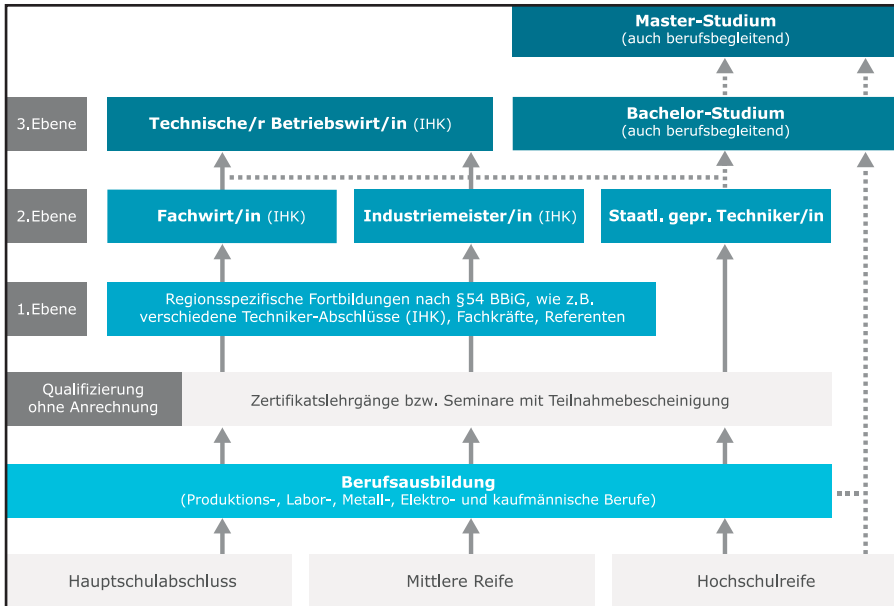 Master-Studium
(auch berufsbegleitend)
3.Ebene
Technische/r Betriebswirt/in (IHK)
Bachelor-Studium
(auch berufsbegleitend)
2.Ebene
Fachwirt/in (IHK)
Industriemeister/in (IHK)
Staatl. gepr. Techniker/in
1.Ebene
Regionsspezifische Fortbildungen nach §54 BBiG, wie z.B.
verschiedene Techniker-Abschlüsse (IHK), Fachkräfte, Referenten
Qualifizierung
ohne Anrechnung
Zertifikatslehrgänge bzw. Seminare mit Teilnahmebescheinigung
Berufsausbildung
(Produktions-, Labor-, Metall-, Elektro- und kaufmännische Berufe)
Hauptschulabschluss
Mittlere Reife
Hochschulreife